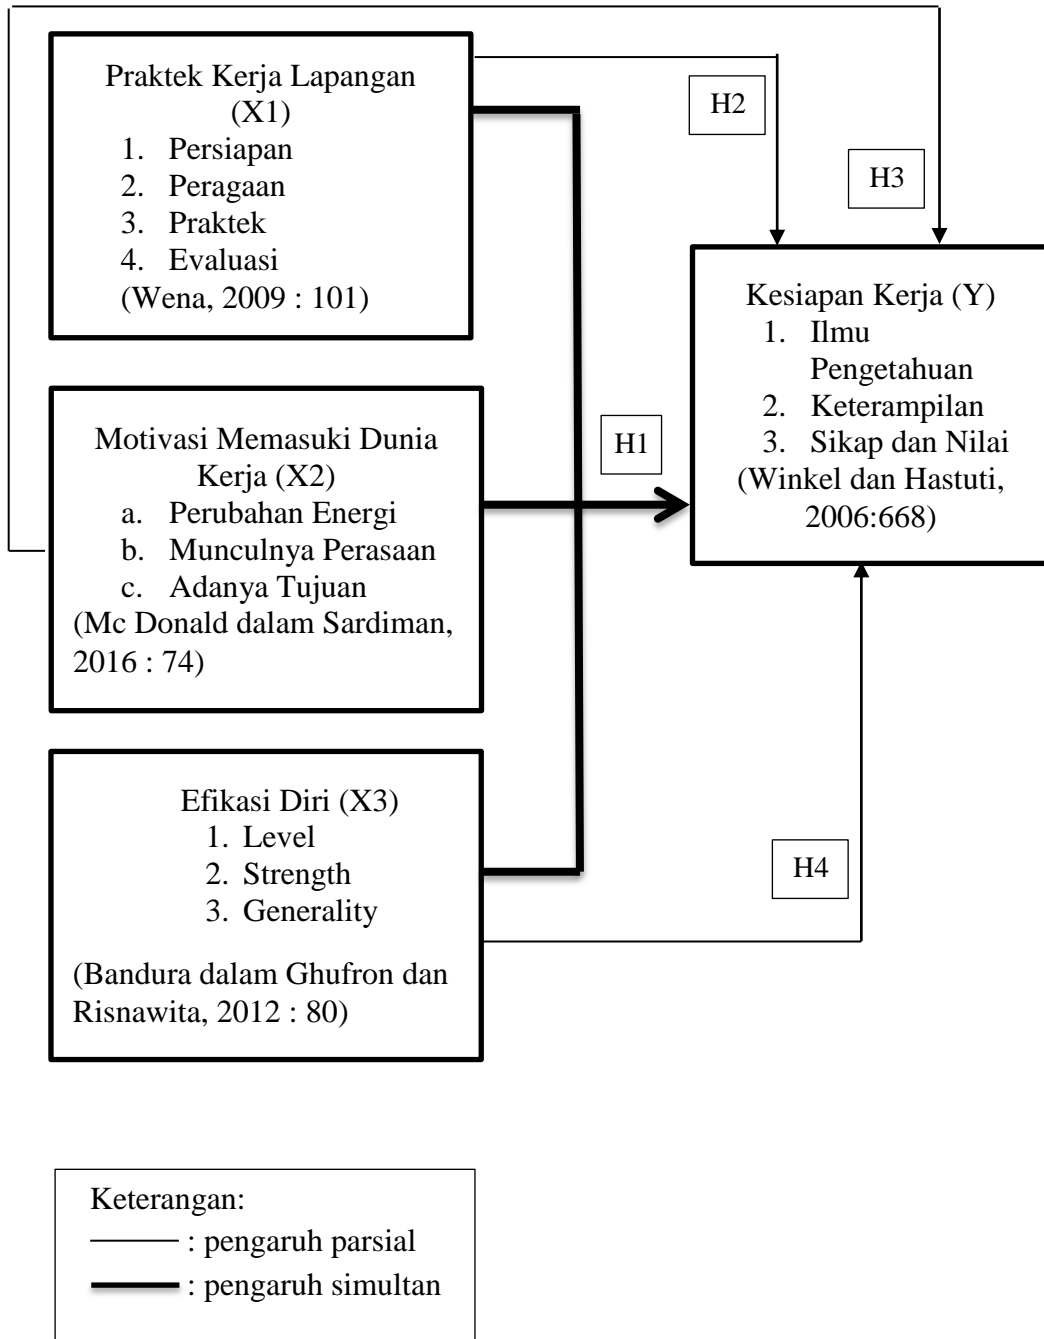 Praktek Kerja Lapangan
(X1)
1. Persiapan
2. Peragaan
3. Praktek
4. Evaluasi
(Wena, 2009 : 101)
H2
H3
Kesiapan Kerja (Y)
1. Ilmu
Pengetahuan
2. Keterampilan
3. Sikap dan Nilai
(Winkel dan Hastuti,
2006:668)
Motivasi Memasuki Dunia
Kerja (X2)
a. Perubahan Energi
b. Munculnya Perasaan
c. Adanya Tujuan
(Mc Donald dalam Sardiman,
2016 : 74)
H1
Efikasi Diri (X3)
1. Level
2. Strength
3. Generality
(Bandura dalam Ghufron dan
Risnawita, 2012 : 80)
H4
Keterangan:
: pengaruh parsial
: pengaruh simultan